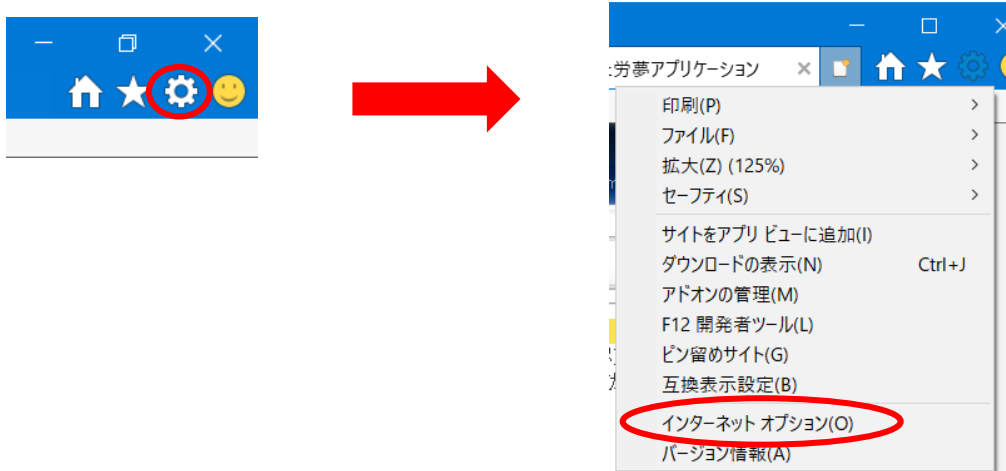 労夢アプリケーション
印刷(P)
ファイル(F)
拡大(Z) (125%)
セーフティ(S)
サイトをアプリ ビューに追加(I)
ダウンロードの表示(N) Ctrl+J
アドオンの管理(M)
F12 開発者ツール(L)
ピン留めサイト(G)
互換表示設定(B)
インターネット オプション(O)
バージョン情報(A)